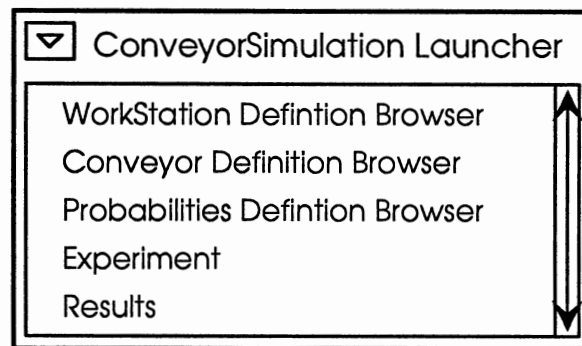 ConveyorSimulation Launcher
WorkStation Defintion Browser
Conveyor Definition Browser
Probabilities Defintion Browser
Experiment
Results